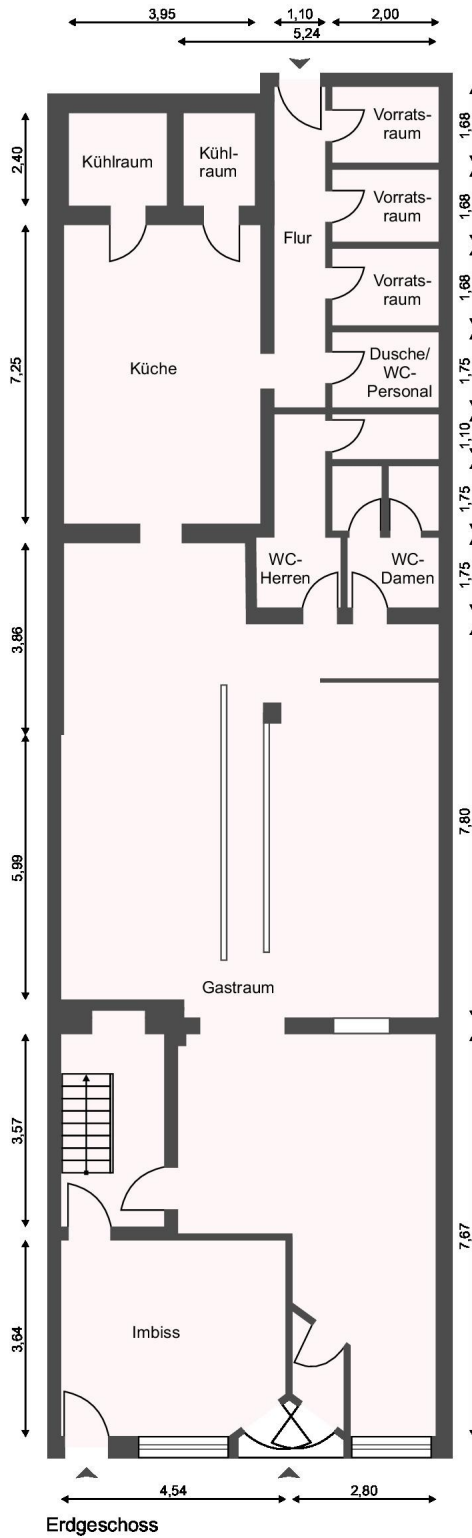 3,95
1,10
2,00
5,24
2,40
Kühlraum
Kühl-
raum
Flur
Vorrats-
raum
1,68
Vorrats-
raum
1,68
Vorrats-
raum
1,68
7,25
Küche
Dusche/
WC-
Personal
1,75
1,10
1,75
WC-
Herren
WC-
Damen
1,75
3,86
5,99
7,80
Gastraum
3,57
7,67
3,64
Imbiss
4,54
2,80
Erdgeschoss